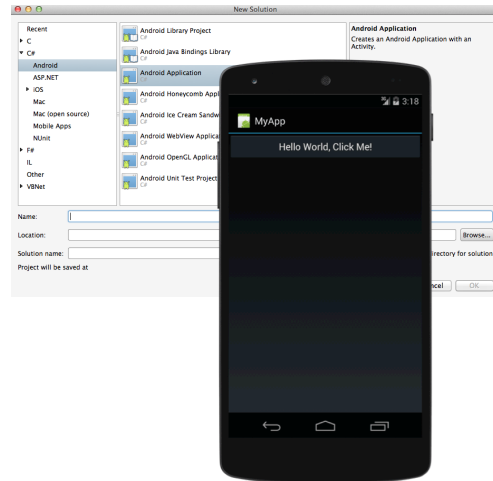 New Solution
Recent
C
C#
Android
ASP.NET
iOS
Mac
Mac (open source)
Mobile Apps
NUnit
F#
IL
Other
VBNet
Android Library Project
C#
Android Java Bindings Library
C#
Android Application
C#
Android Honeycomb Appl
C#
Android Ice Cream Sandw
C#
Android WebView Applica
C#
Android OpenGL Applicat
C#
Android Unit Test Project
C#
Android Application
Creates an Android Application with an
Activity.
3:18
MyApp
Hello World, Click Me!
Name:
Location:
Browse...
Solution name:
irectory for solution
Project will be saved at
ncel
OK